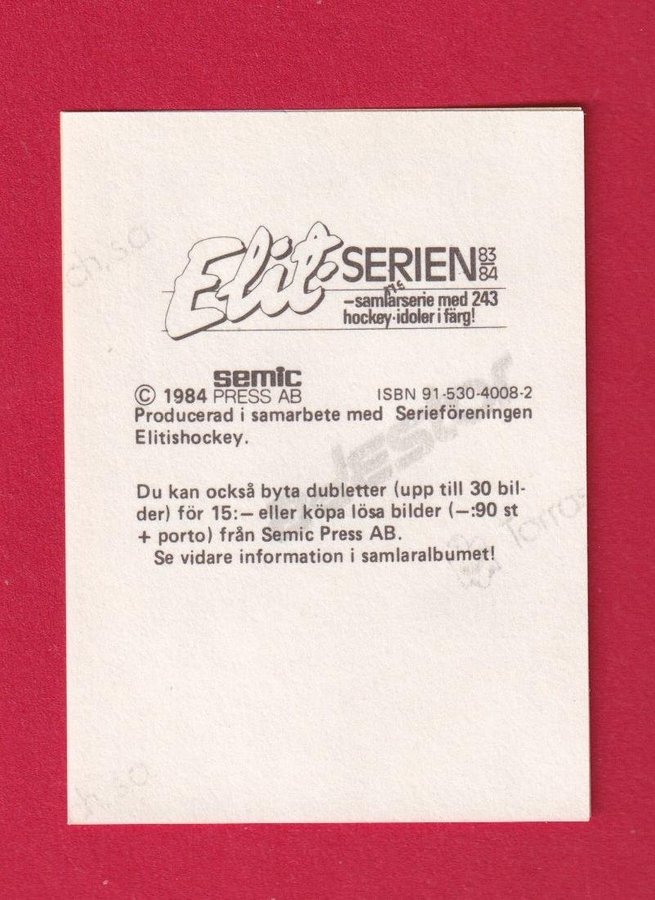 Elit-SERIEN 83/84
–samlarserie med 243
hockey·idoler i färg!
semic
© 1984 PRESS AB ISBN 91-530-4008-2
Producerad i samarbete med Serieföreningen
Elitishockey.
Du kan också byta dubletter (upp till 30 bil-
der) för 15:– eller köpa lösa bilder (–:90 st
+ porto) från Semic Press AB.
Se vidare information i samlaralbumet!